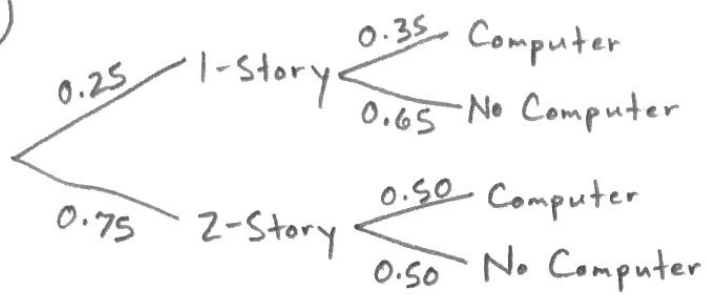 )
0.35 Computer
0.25 1-Story
0.65 No Computer
0.50 Computer
0.75 2-Story
0.50 No Computer